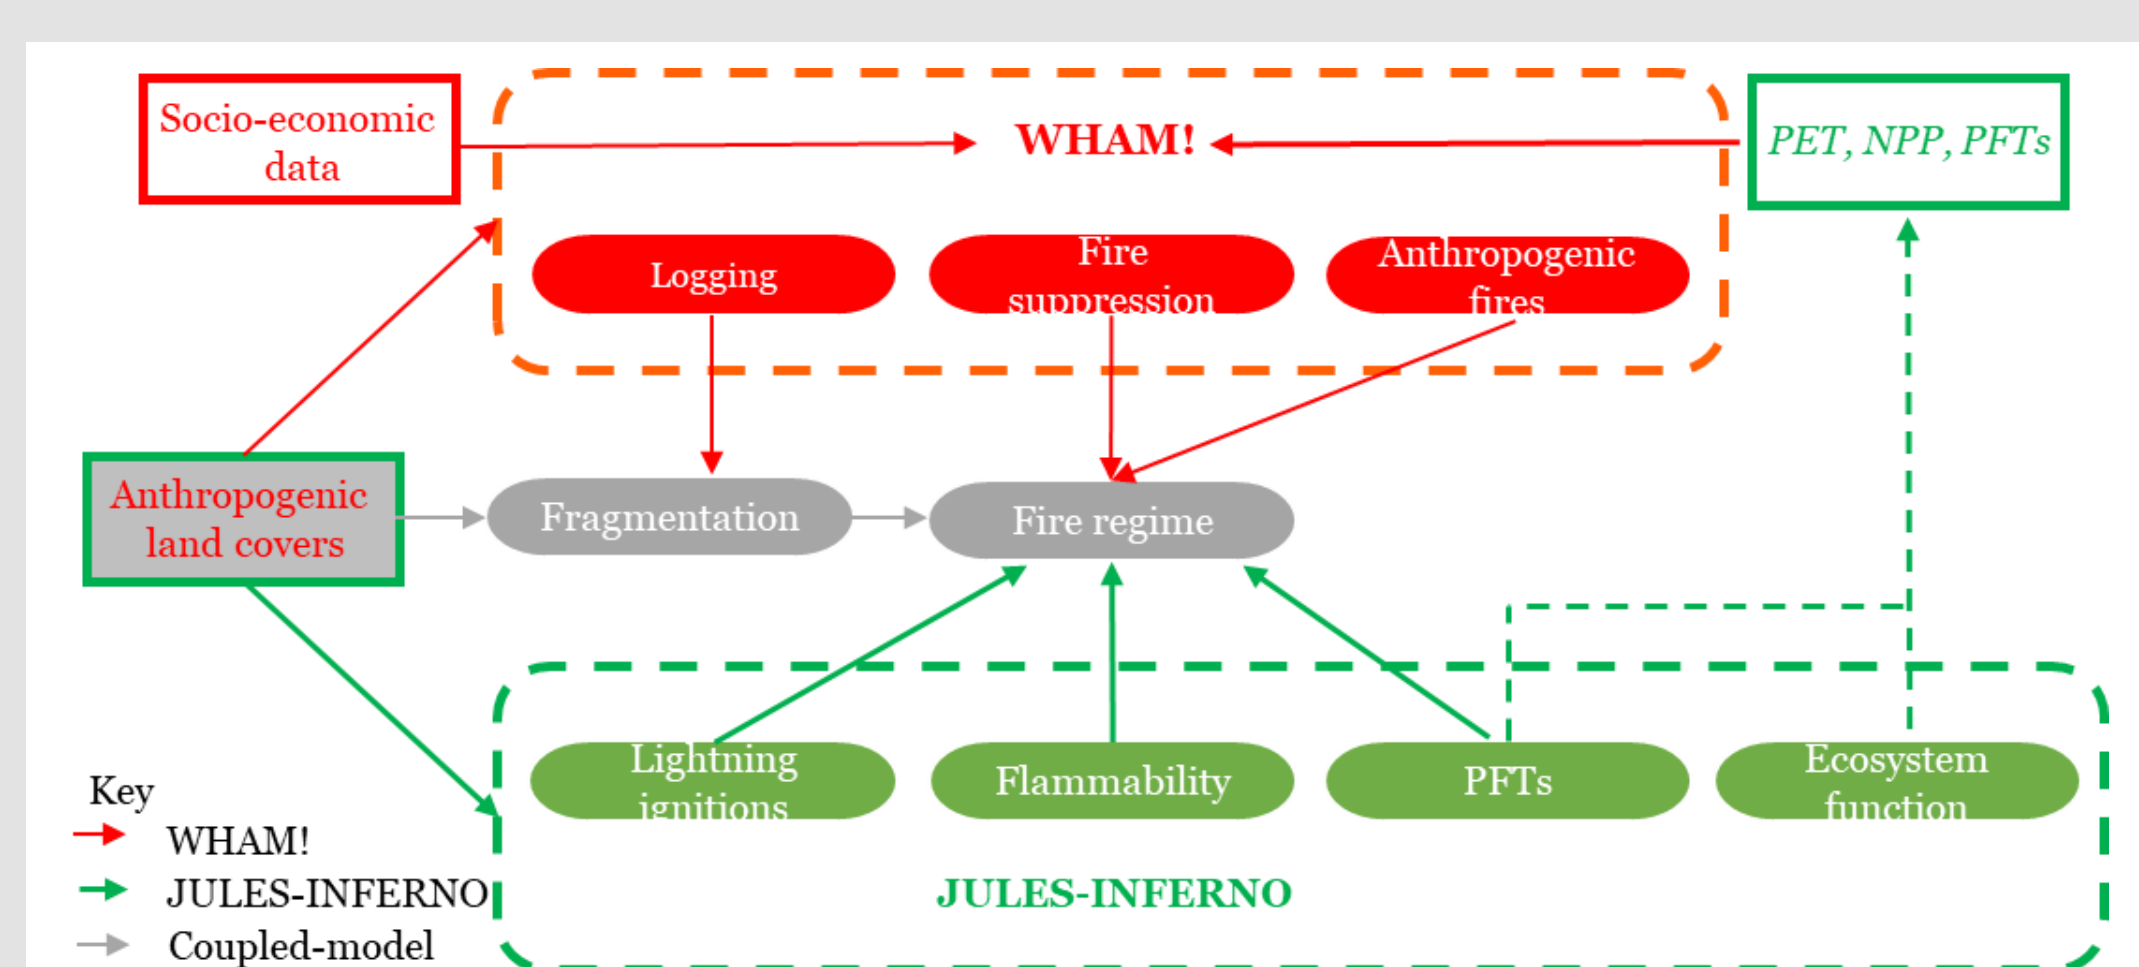 Socio-economic
data
WHAM!
PET, NPP, PFTs
Logging
Fire
suppression
Anthropogenic
fires
Anthropogenic
land covers
Fragmentation
Fire regime
Lightning
ignitions
Flammability
PFTs
Ecosystem
function
JULES-INFERNO
Key
WHAM!
JULES-INFERNO
Coupled-model